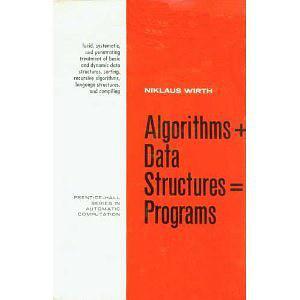 lucid, systematic,
and penetrating
treatment of basic
and dynamic data
structures, sorting,
recursive algorithms,
language structures,
and compiling
NIKLAUS WIRTH
Algorithms +
Data
Structures =
Programs
PRENTICE-HALL
SERIES IN
AUTOMATIC
COMPUTATION